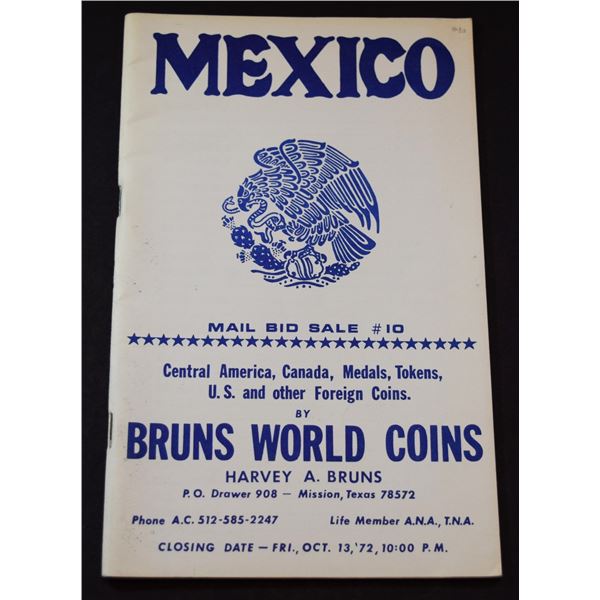 MEXICO
MAIL BID SALE #10
Central America, Canada, Medals, Tokens,
U.S. and other Foreign Coins.
BY
BRUNS WORLD COINS
HARVEY A. BRUNS
P.O. Drawer 908 — Mission, Texas 78572
Phone A.C. 512-585-2247 Life Member A.N.A., T.N.A.
CLOSING DATE — FRI., OCT. 13, '72, 10:00 P.M.